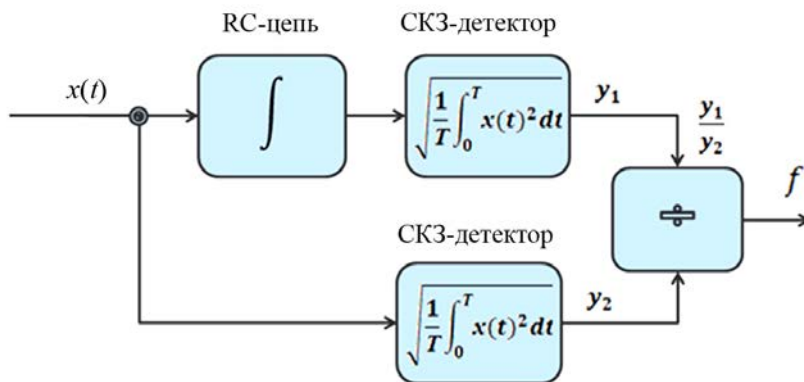 RC-цепь СКЗ-детектор
x(t) ∫ √(1/T ∫₀ᵀ x(t)² dt) y₁ y₁/y₂
÷ f
СКЗ-детектор
√(1/T ∫₀ᵀ x(t)² dt) y₂